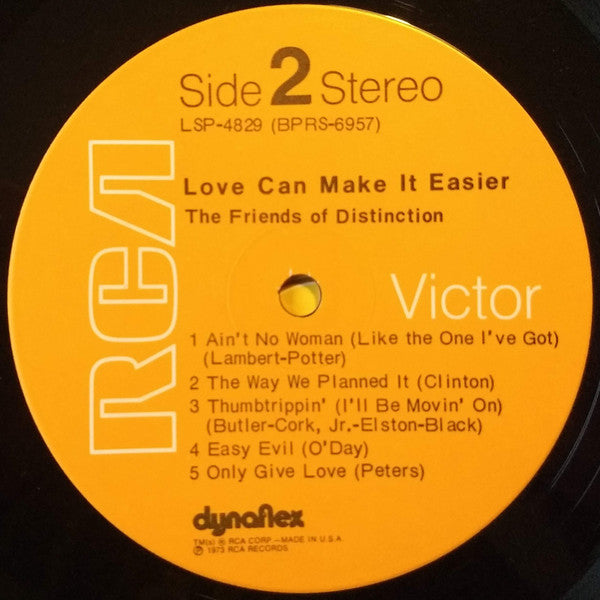 Side 2 Stereo
LSP-4829 (BPRS-6957)
Love Can Make It Easier
The Friends of Distinction
RCA
Victor
1 Ain't No Woman (Like the One I've Got)
(Lambert-Potter)
2 The Way We Planned It (Clinton)
3 Thumbtrippin' (I'll Be Movin' On)
(Butler-Cork, Jr.-Elston-Black)
4 Easy Evil (O'Day)
5 Only Give Love (Peters)
dynaflex
TM(s) ® RCA CORP.—MADE IN U.S.A
℗ 1973 RCA RECORDS